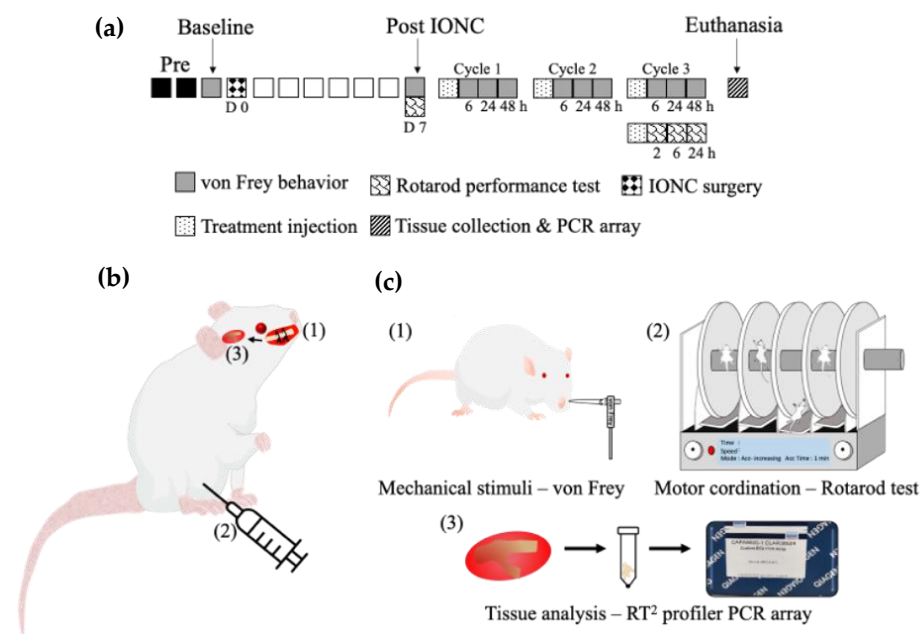 (a)
Baseline
Post IONC
Euthanasia
Pre
Cycle 1
Cycle 2
Cycle 3
D 0
6 24 48 h
6 24 48 h
6 24 48 h
D 7
2 6 24 h
von Frey behavior
Rotarod performance test
IONC surgery
Treatment injection
Tissue collection & PCR array
(b)
(c)
(1)
(3)
(2)
(1)
(2)
Time :
Speed :
Mode : Acc- increasing Acc Time : 1 min
Mechanical stimuli – von Frey
Motor cordination – Rotarod test
(3)
QIAGEN
QIAGEN
QIAGEN
Tissue analysis – RT² profiler PCR array